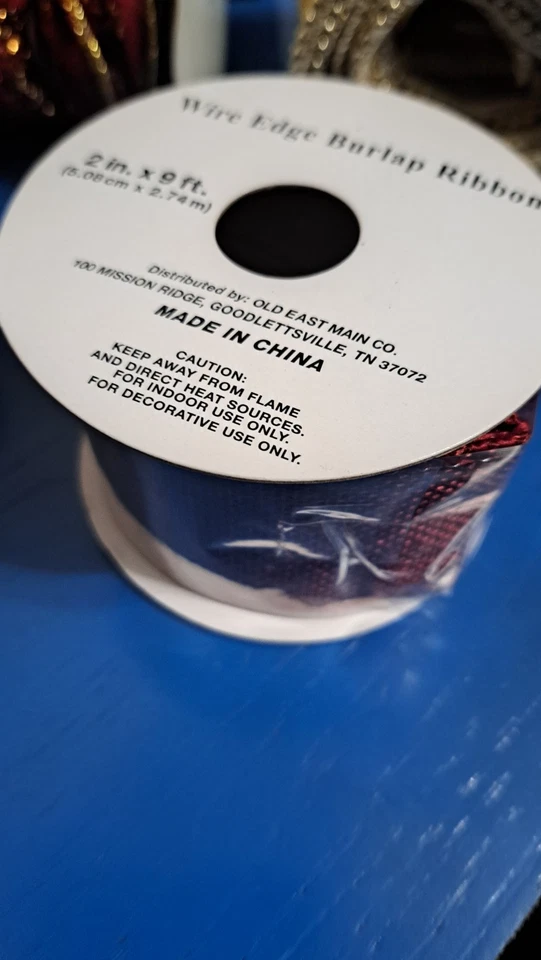 Wire Edge Burlap Ribbon
2 in. x 9 ft.
(5.08cm x 2.74m)
Distributed by: OLD EAST MAIN CO.
100 MISSION RIDGE, GOODLETTSVILLE, TN 37072
MADE IN CHINA
CAUTION:
KEEP AWAY FROM FLAME
AND DIRECT HEAT SOURCES.
FOR INDOOR USE ONLY.
FOR DECORATIVE USE ONLY.